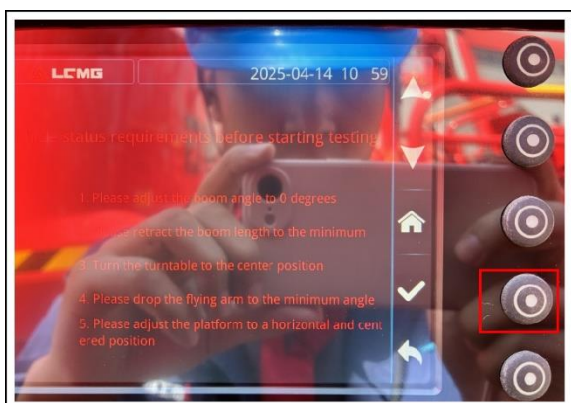 LCMG
2025-04-14 10 59
status requirements before starting testing
1. Please adjust the boom angle to 0 degrees
retract the boom length to the minimum
3. Turn the turntable to the center position
4. Please drop the flying arm to the minimum angle
5. Please adjust the platform to a horizontal and cent
ered position